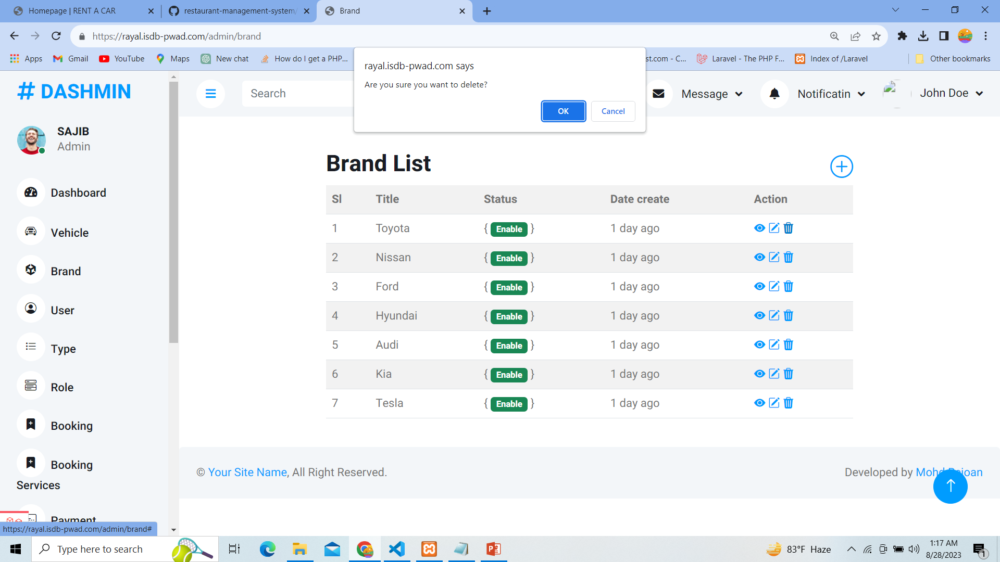 Homepage | RENT A CAR
restaurant-management-system/
Brand
https://rayal.isdb-pwad.com/admin/brand
Apps
Gmail
YouTube
Maps
New chat
How do I get a PHP...
st.com - C...
Laravel - The PHP F...
Index of /Laravel
Other bookmarks
rayal.isdb-pwad.com says
Are you sure you want to delete?
OK
Cancel
# DASHMIN
Search
Message
Notificatin
John Doe
SAJIB
Admin
Dashboard
Vehicle
Brand
User
Type
Role
Booking
Booking
Services
Payment
Brand List
Sl Title Status Date create Action
1 Toyota { Enable } 1 day ago
2 Nissan { Enable } 1 day ago
3 Ford { Enable } 1 day ago
4 Hyundai { Enable } 1 day ago
5 Audi { Enable } 1 day ago
6 Kia { Enable } 1 day ago
7 Tesla { Enable } 1 day ago
© Your Site Name, All Right Reserved.
Developed by Mohd
https://rayal.isdb-pwad.com/admin/brand#
Type here to search
83°F Haze
1:17 AM
8/28/2023
1